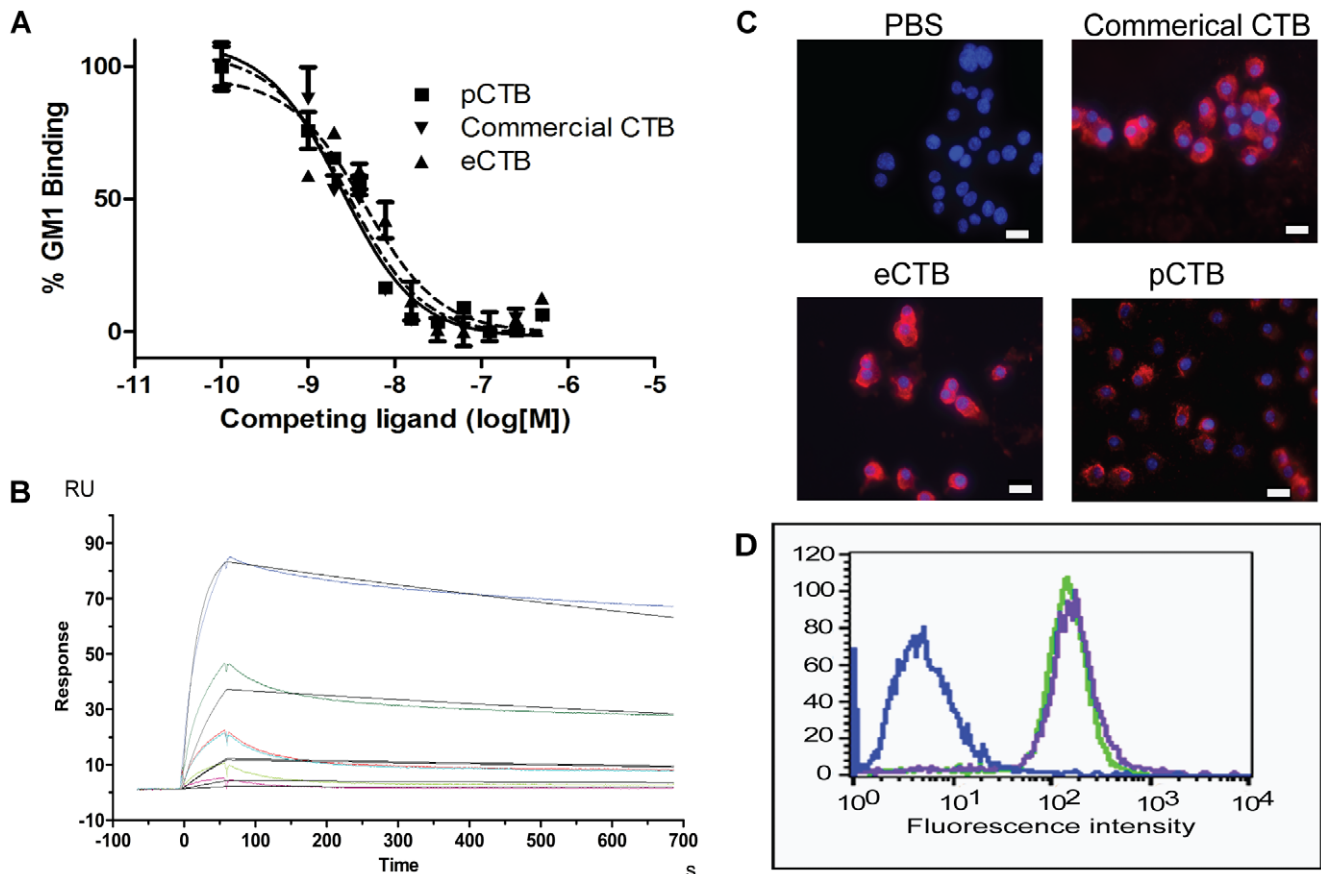 A
100
50
0
% GM1 Binding
pCTB
Commercial CTB
eCTB
-11 -10 -9 -8 -7 -6 -5
Competing ligand (log[M])
B
RU
90
70
50
30
10
-10
Response
-100 0 100 200 300 400 500 600 700
Time
s
C
PBS
Commerical CTB
eCTB
pCTB
D
120
100
80
60
40
20
0
10⁰ 10¹ 10² 10³ 10⁴
Fluorescence intensity